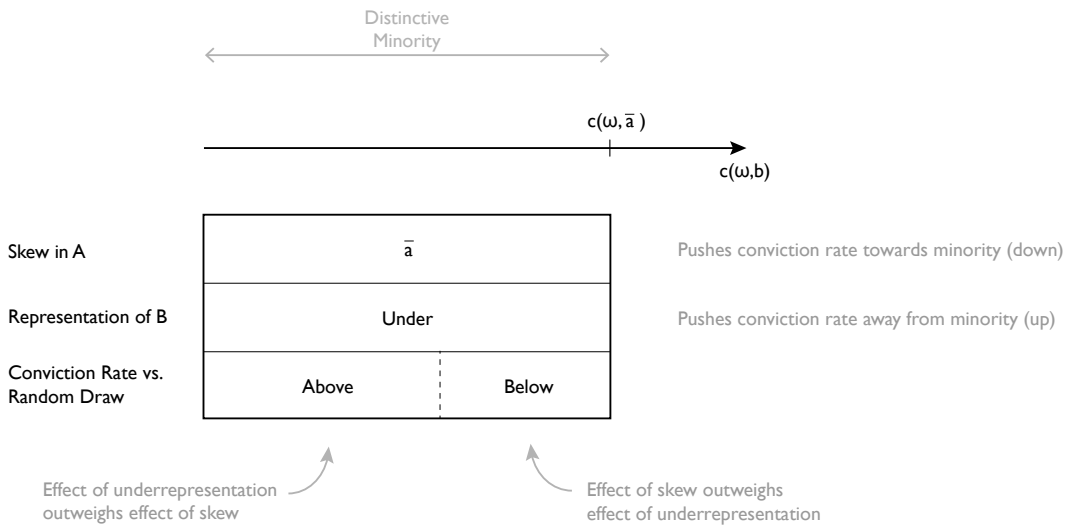 Distinctive
Minority
c(ω, a̅ )
c(ω,b)
Skew in A
a̅
Pushes conviction rate towards minority (down)
Representation of B
Under
Pushes conviction rate away from minority (up)
Conviction Rate vs.
Random Draw
Above
Below
Effect of underrepresentation
outweighs effect of skew
Effect of skew outweighs
effect of underrepresentation